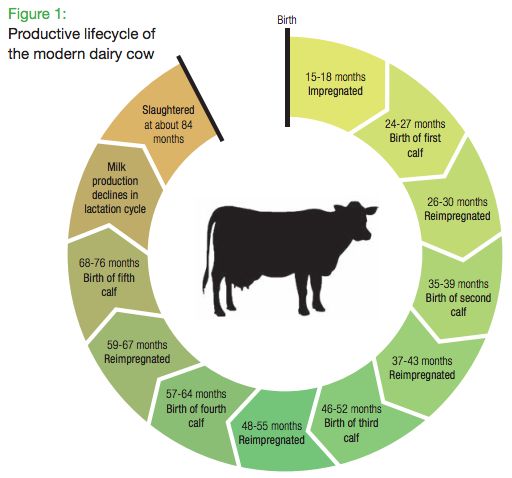 Figure 1:
Productive lifecycle of
the modern dairy cow
Birth
15-18 months
Impregnated
24-27 months
Birth of first
calf
26-30 months
Reimpregnated
35-39 months
Birth of second
calf
37-43 months
Reimpregnated
46-52 months
Birth of third
calf
48-55 months
Reimpregnated
57-64 months
Birth of fourth
calf
59-67 months
Reimpregnated
68-76 months
Birth of fifth
calf
Milk
production
declines in
lactation cycle
Slaughtered
at about 84
months